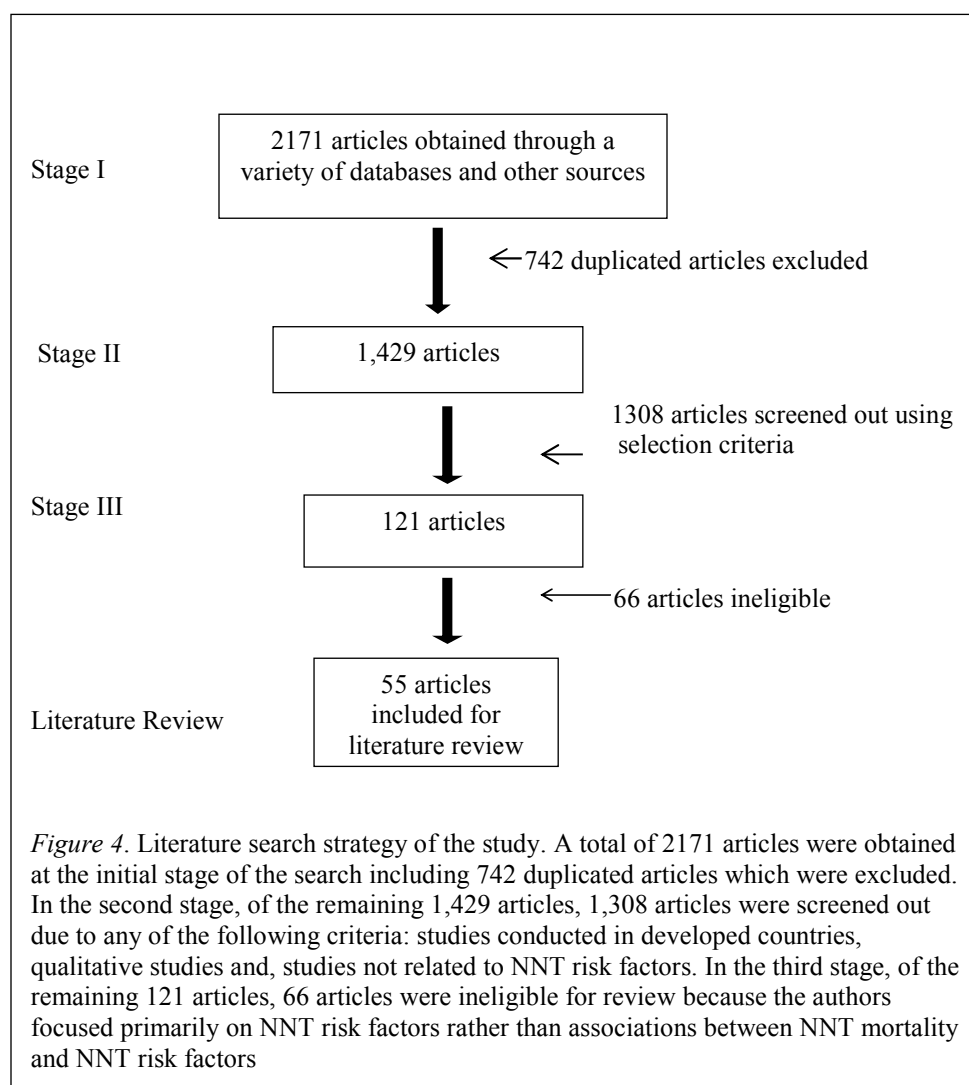 Stage I
2171 articles obtained through a
variety of databases and other sources
742 duplicated articles excluded
Stage II
1,429 articles
1308 articles screened out using
selection criteria
Stage III
121 articles
66 articles ineligible
Literature Review
55 articles
included for
literature review
Figure 4. Literature search strategy of the study. A total of 2171 articles were obtained
at the initial stage of the search including 742 duplicated articles which were excluded.
In the second stage, of the remaining 1,429 articles, 1,308 articles were screened out
due to any of the following criteria: studies conducted in developed countries,
qualitative studies and, studies not related to NNT risk factors. In the third stage, of the
remaining 121 articles, 66 articles were ineligible for review because the authors
focused primarily on NNT risk factors rather than associations between NNT mortality
and NNT risk factors